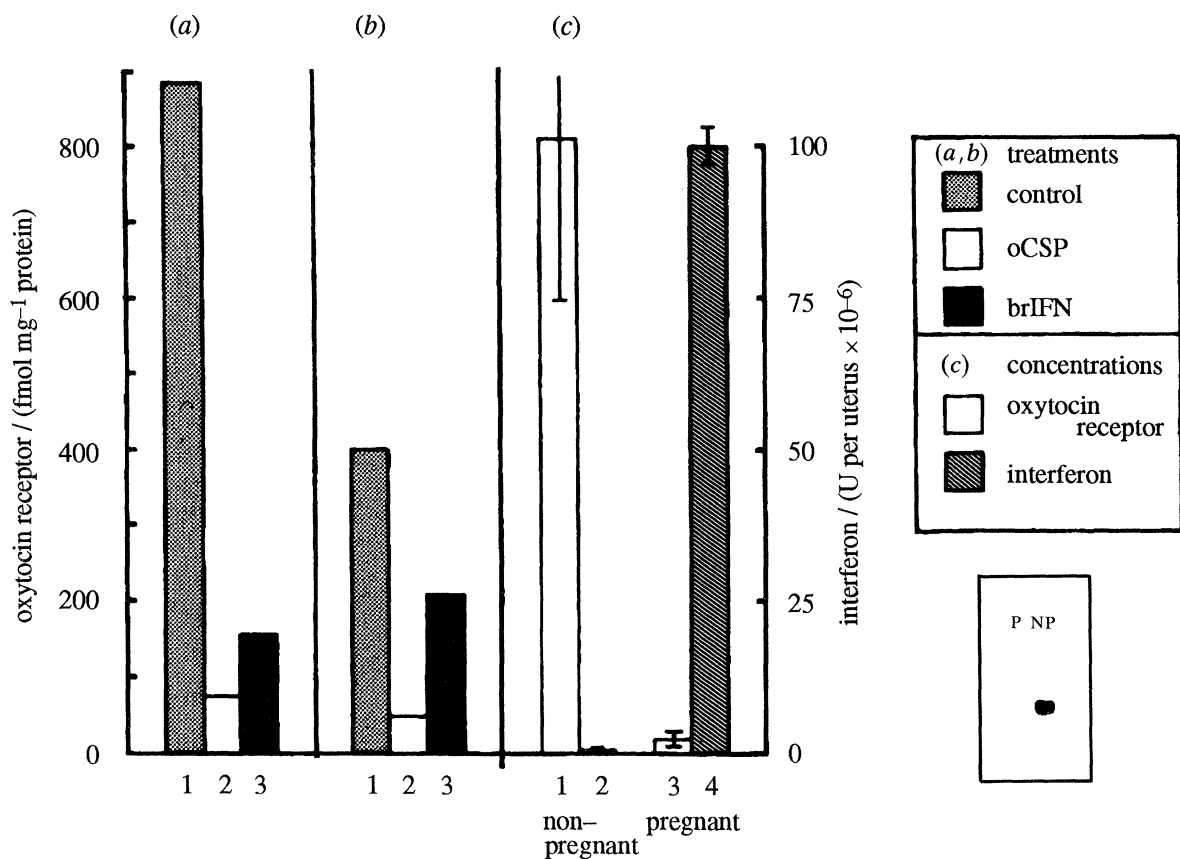 (a) (b) (c)
oxytocin receptor / (fmol mg⁻¹ protein)
800
600
400
200
0
1 2 3
1 2 3
1 2 3 4
non–
pregnant
pregnant
100
75
50
25
0
interferon / (U per uterus × 10⁻⁶)
(a,b) treatments
control
oCSP
brIFN
(c) concentrations
oxytocin
receptor
interferon
P NP